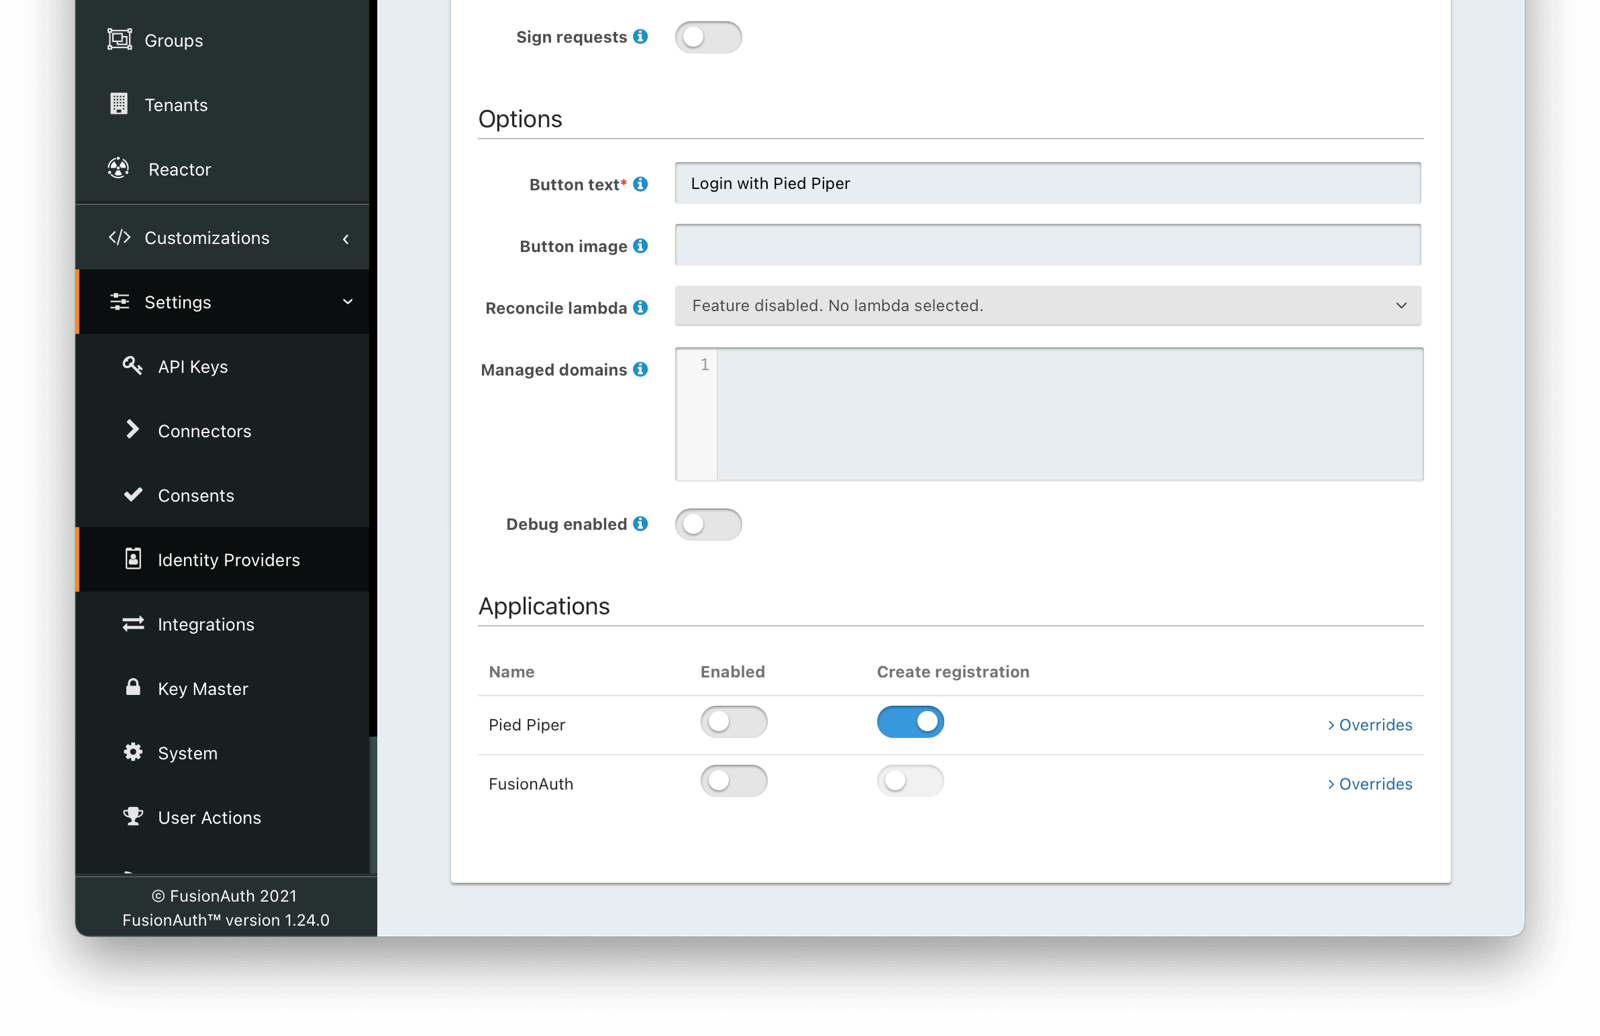 Groups
Tenants
Reactor
Customizations
Settings
API Keys
Connectors
Consents
Identity Providers
Integrations
Key Master
System
User Actions
© FusionAuth 2021
FusionAuth™ version 1.24.0
Sign requests
Options
Button text* Login with Pied Piper
Button image
Reconcile lambda Feature disabled. No lambda selected.
Managed domains 1
Debug enabled
Applications
Name Enabled Create registration
Pied Piper Overrides
FusionAuth Overrides